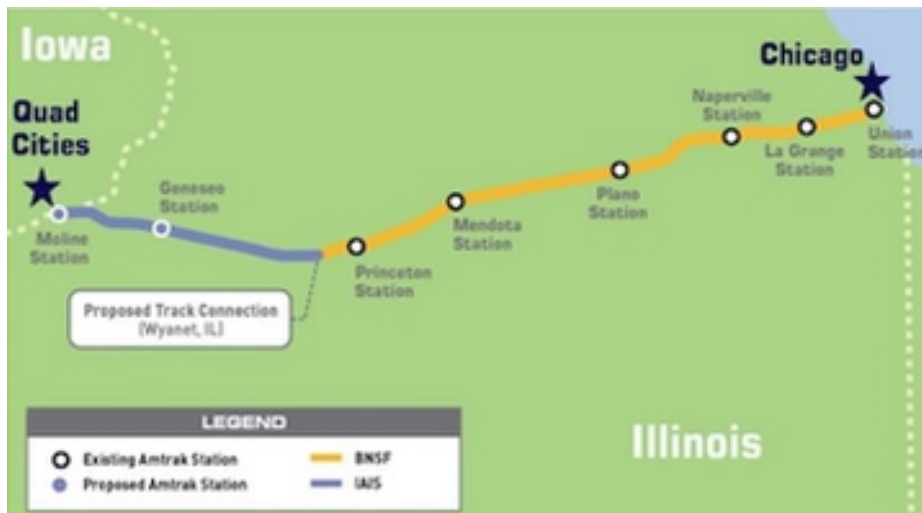 Iowa
Chicago
Quad
Cities
Naperville
Station
Union
Station
La Grange
Station
Geneseo
Station
Plano
Station
Moline
Station
Mendota
Station
Princeton
Station
Proposed Track Connection
(Wyanet, IL)
LEGEND
Existing Amtrak Station
BNSF
Proposed Amtrak Station
IAIS
Illinois